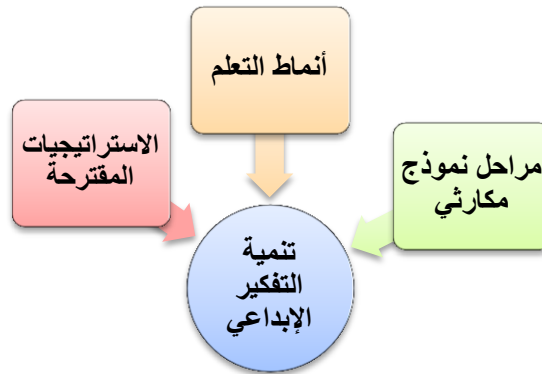 أنماط التعلم
مراحل نموذج
مكارثي
الاستراتيجيات
المقترحة
تنمية
التفكير
الإبداعي